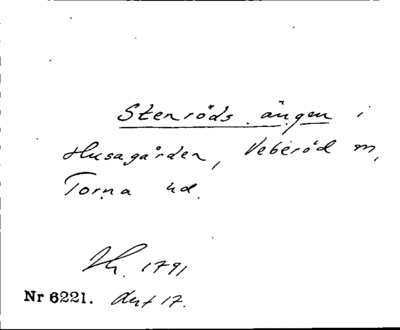 Stenröds ängen i
Husagården, Veberöd m,
Torna hd.
1791
Nr 6221. Akt 17.